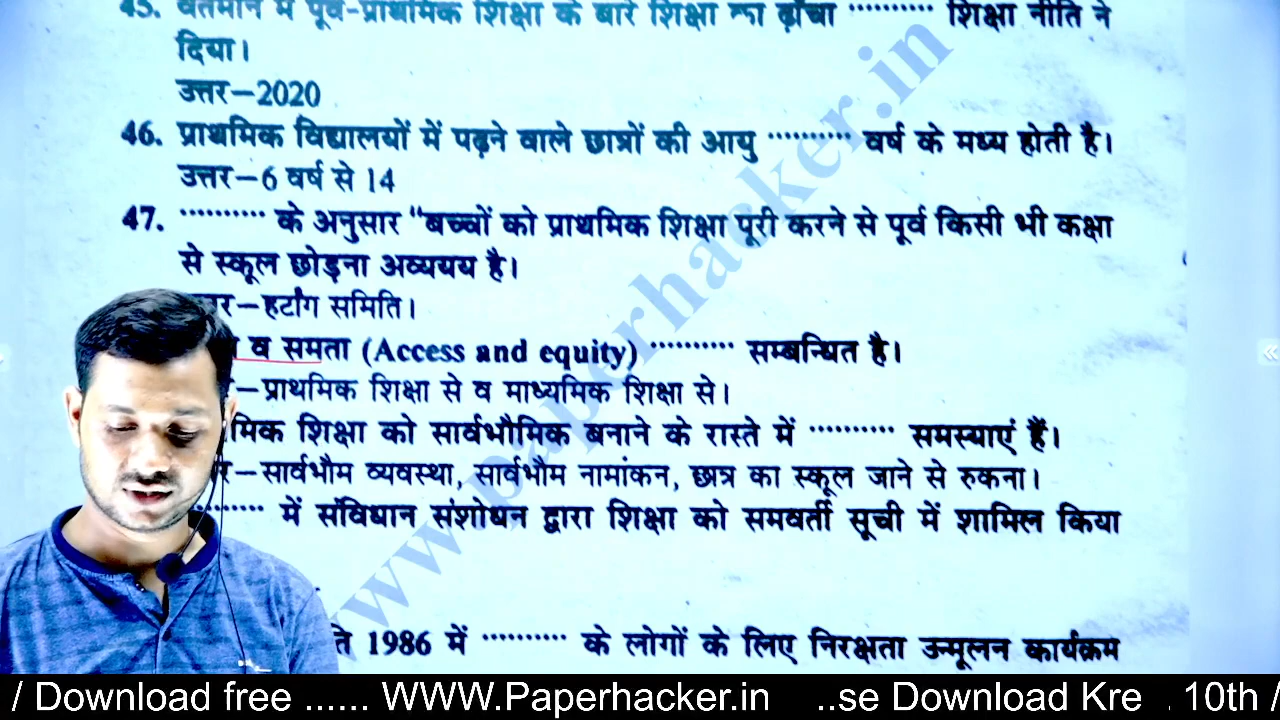 45. वर्तमान में पूर्व-प्राथमिक शिक्षा के बारे शिक्षा का ढ़ाँचा ·········· शिक्षा नीति ने
दिया।
उत्तर–2020
46. प्राथमिक विद्यालयों में पढ़ने वाले छात्रों की आयु ·········· वर्ष के मध्य होती है।
उत्तर–6 वर्ष से 14
47. ·········· के अनुसार "बच्चों को प्राथमिक शिक्षा पूरी करने से पूर्व किसी भी कक्षा
से स्कूल छोड़ना अव्ययय है।
–हर्टांग समिति।
व समता (Access and equity) ·········· सम्बन्धित है।
–प्राथमिक शिक्षा से व माध्यमिक शिक्षा से।
मिक शिक्षा को सार्वभौमिक बनाने के रास्ते में ·········· समस्याएं हैं।
–सार्वभौम व्यवस्था, सार्वभौम नामांकन, छात्र का स्कूल जाने से रुकना।
········ में संविधान संशोधन द्वारा शिक्षा को समवर्ती सूची में शामिल किया
ति 1986 में ·········· के लोगों के लिए निरक्षता उन्मूलन कार्यक्रम
www.paperhacker.in
/ Download free ...... WWW.Paperhacker.in ..se Download Kre . 10th /